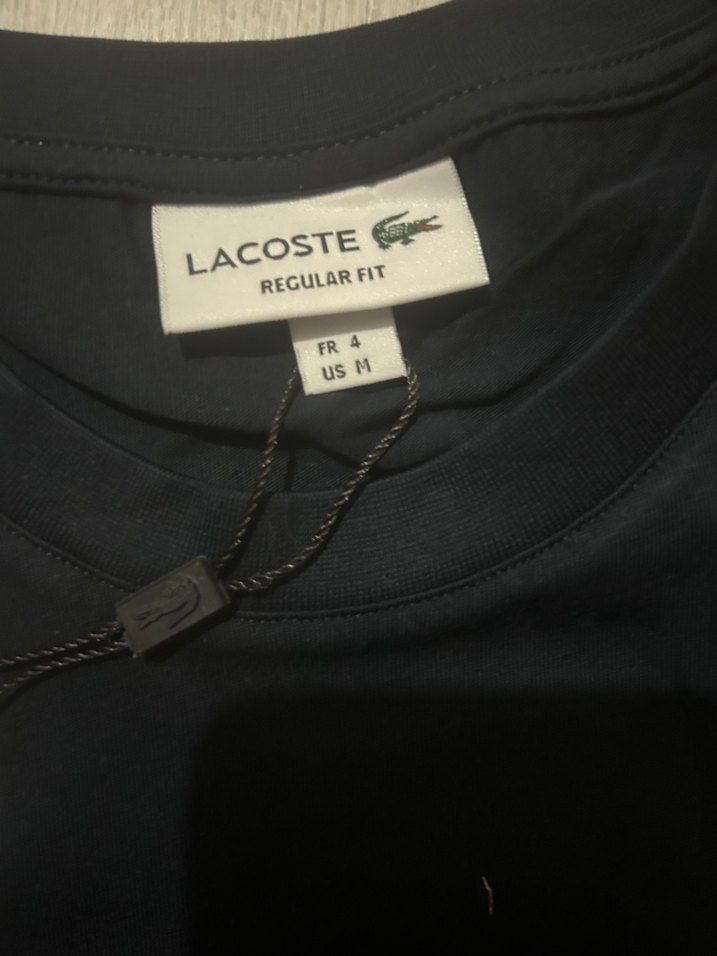 LACOSTE
REGULAR FIT
FR 4
US M